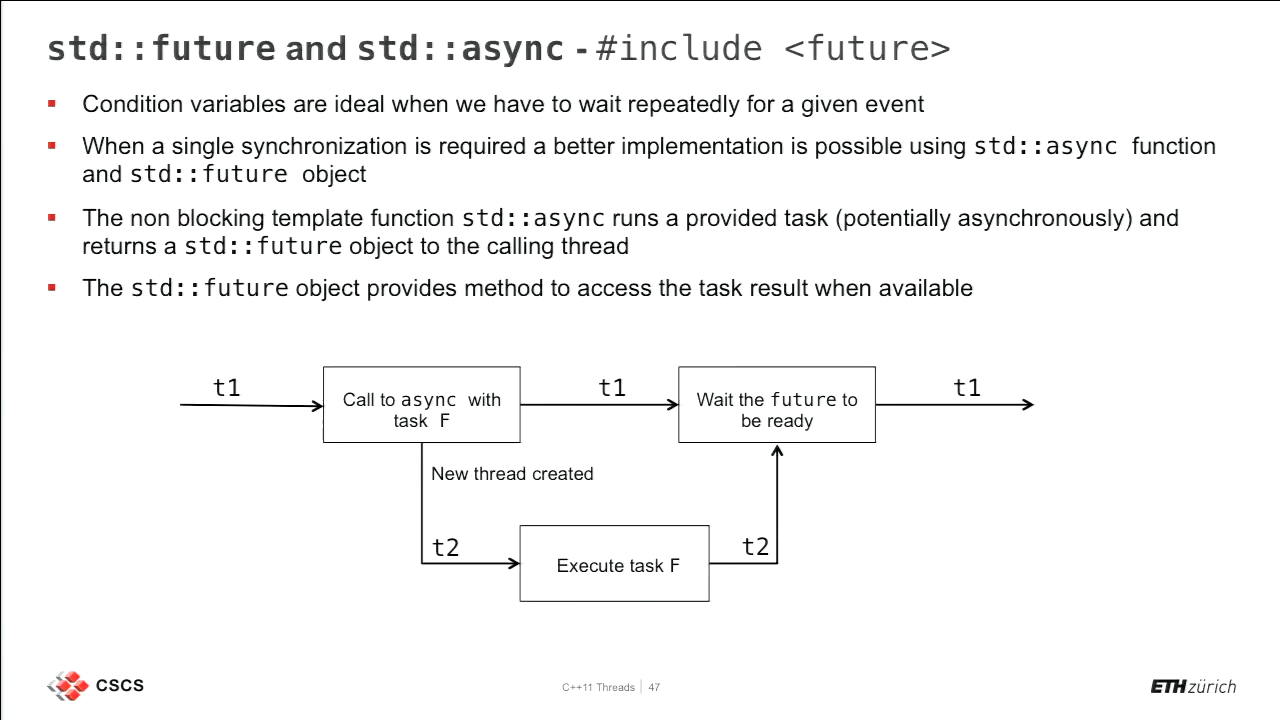 std::future and std::async - #include <future>
Condition variables are ideal when we have to wait repeatedly for a given event
When a single synchronization is required a better implementation is possible using std::async function
and std::future object
The non blocking template function std::async runs a provided task (potentially asynchronously) and
returns a std::future object to the calling thread
The std::future object provides method to access the task result when available
t1
Call to async with
task F
t1
Wait the future to
be ready
t1
New thread created
t2
Execute task F
t2
CSCS
C++11 Threads | 47
ETH zürich